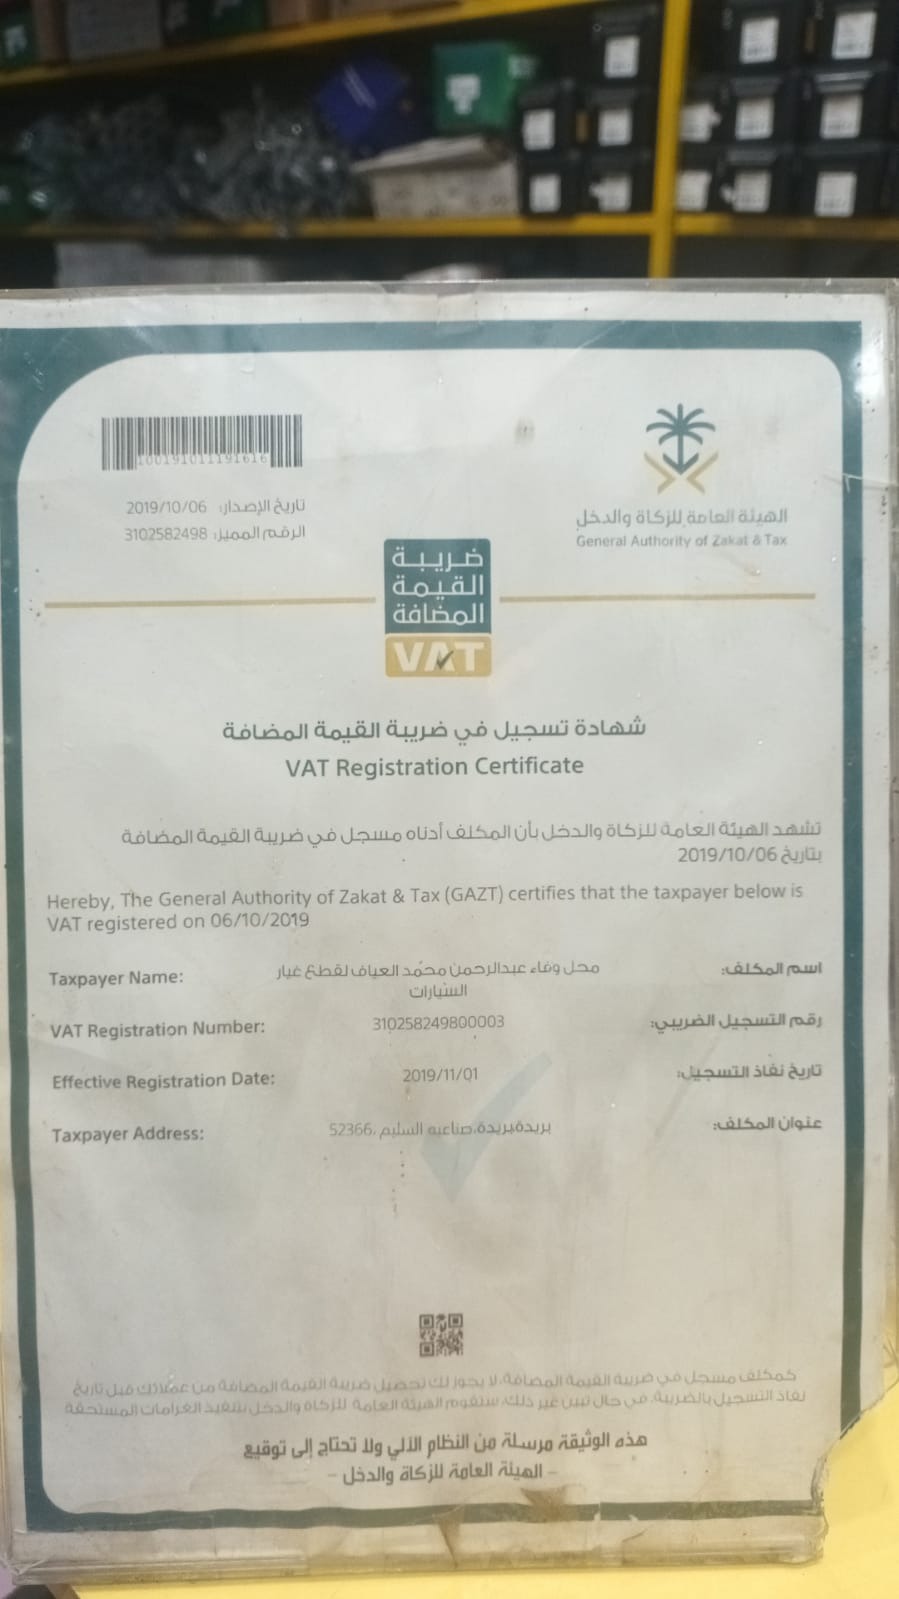 100191011191616
تاريخ الإصدار: 2019/10/06
الرقم المميز: 3102582498
الهيئة العامة للزكاة والدخل
General Authority of Zakat & Tax
ضريبة
القيمة
المضافة
VAT
شهادة تسجيل في ضريبة القيمة المضافة
VAT Registration Certificate
تشهد الهيئة العامة للزكاة والدخل بأن المكلف أدناه مسجل في ضريبة القيمة المضافة
بتاريخ 2019/10/06
Hereby, The General Authority of Zakat & Tax (GAZT) certifies that the taxpayer below is
VAT registered on 06/10/2019
Taxpayer Name: محل وفاء عبدالرحمن محمد العياف لقطع غيار اسم المكلف:
السيارات
VAT Registration Number: 310258249800003 رقم التسجيل الضريبي:
Effective Registration Date: 2019/11/01 تاريخ نفاذ التسجيل:
Taxpayer Address: بريدة،بريدة،صناعيه السليم،52366 عنوان المكلف:
كمكلف مسجل في ضريبة القيمة المضافة، لا يجوز لك تحصيل ضريبة القيمة المضافة من عملائك قبل تاريخ
نفاذ التسجيل بالضريبة، في حال تبين غير ذلك، ستقوم الهيئة العامة للزكاة والدخل بتنفيذ الغرامات المستحقة
هذه الوثيقة مرسلة من النظام الآلي ولا تحتاج إلى توقيع
- الهيئة العامة للزكاة والدخل -